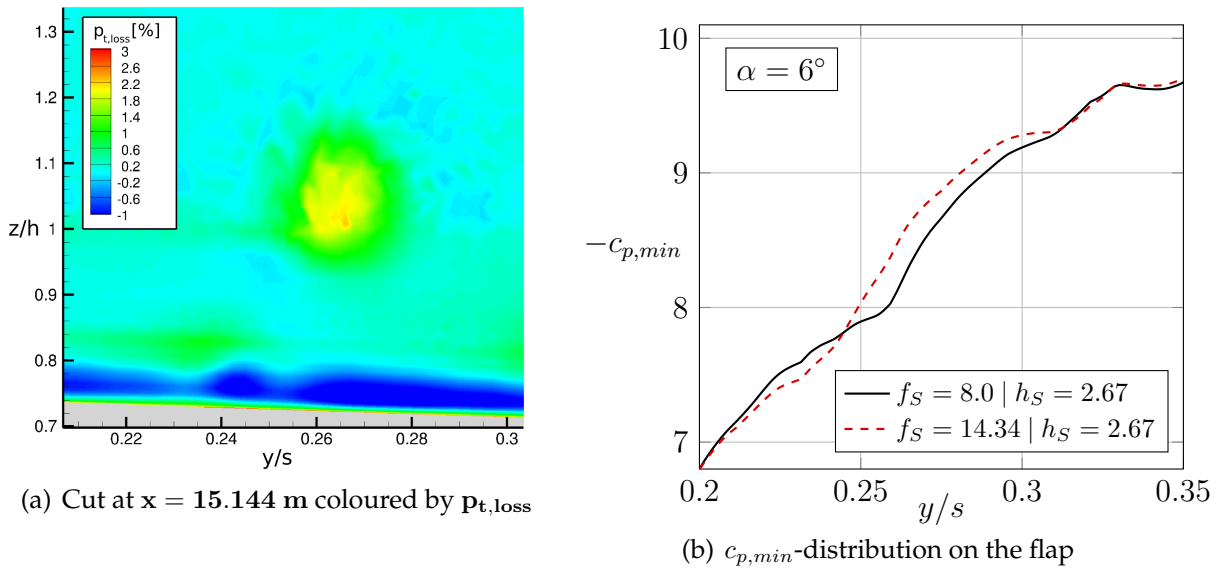 p_{t,loss} [%]
3
2.6
2.2
1.8
1.4
1
0.6
0.2
-0.2
-0.6
-1
1.3
1.2
1.1
z/h 1
0.9
0.8
0.7
0.22 0.24 0.26 0.28 0.3
y/s
(a) Cut at x = 15.144 m coloured by p_{t,loss}
10
α = 6°
9
−c_{p,min}
8
7
f_S = 8.0 | h_S = 2.67
f_S = 14.34 | h_S = 2.67
0.2 0.25 0.3 0.35
y/s
(b) c_{p,min}-distribution on the flap